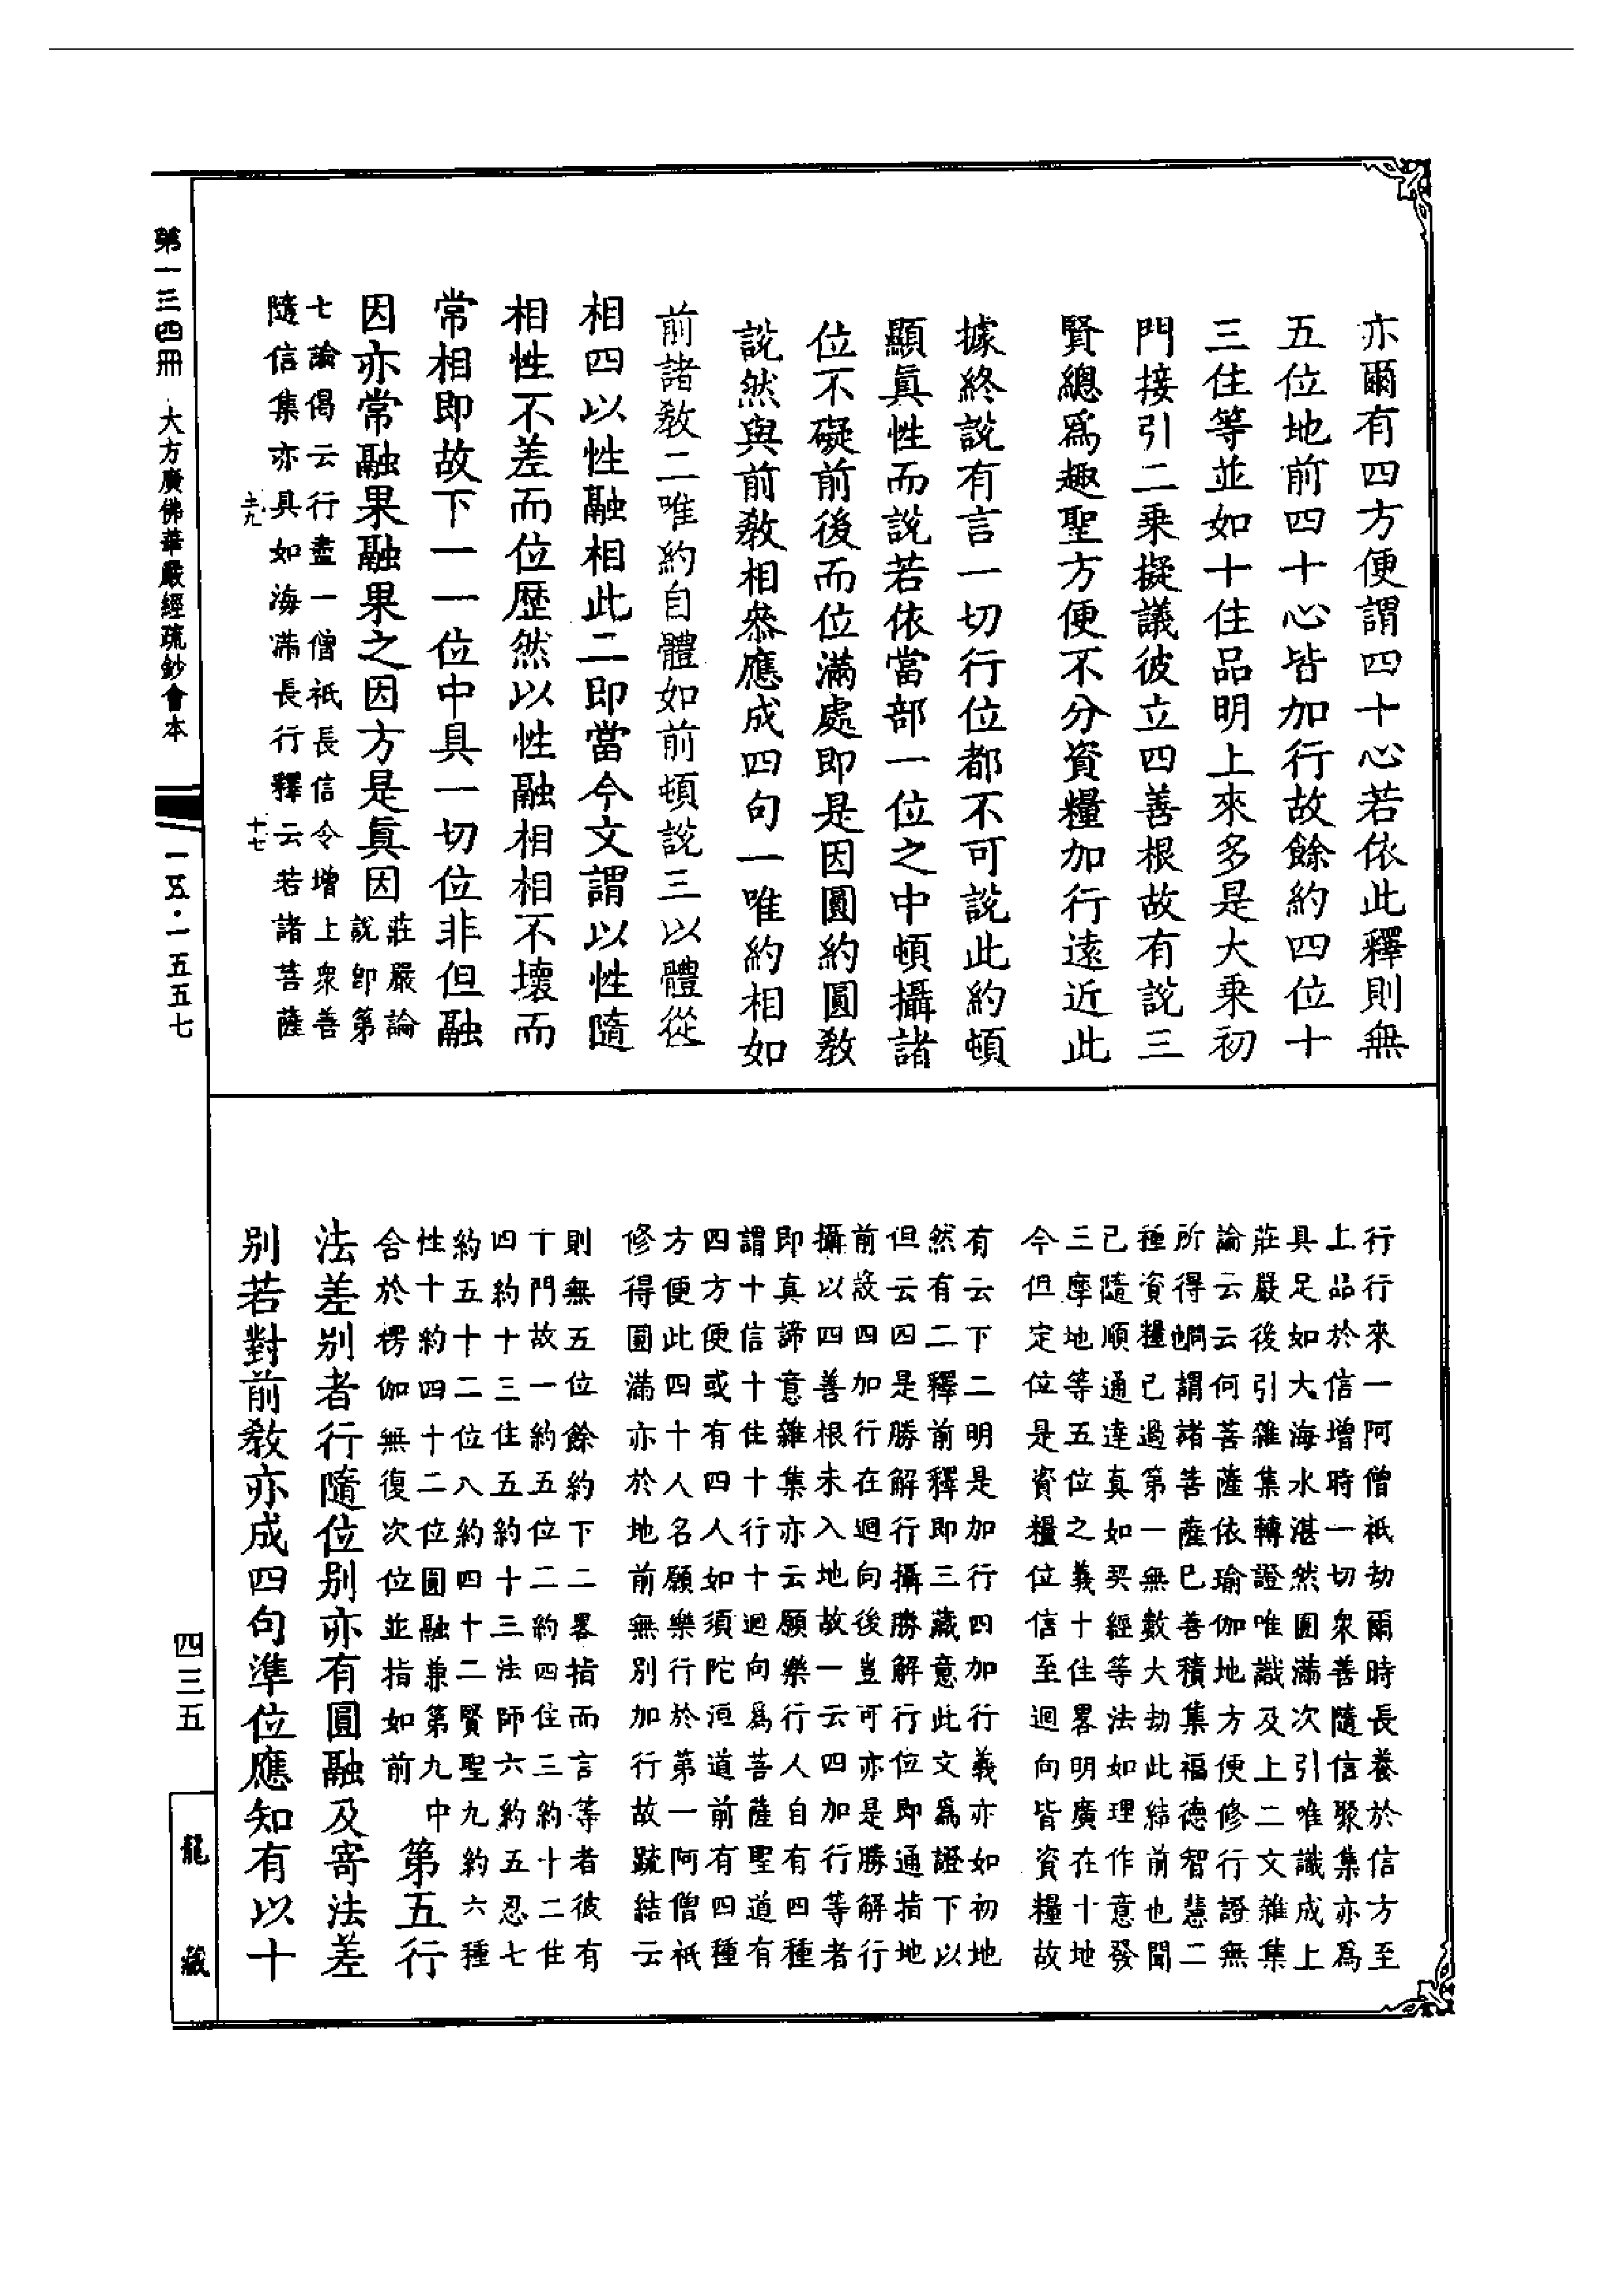 亦爾有四方便謂四十心若依此釋則無
五位地前四十心皆加行故餘約四位十
三住等並如十住品明上來多是大乘初
門接引二乘擬議彼立四善根故有說三
賢總爲趣聖方便不分資糧加行遠近此
據終說有言一切行位都不可說此約頓
顯眞性而說若依當部一位之中頓攝諸
位不礙前後而位滿處即是因圓約圓教
說然與前教相叅應成四句一唯約相如
前諸教二唯約自體如前頓說三以體從
相四以性融相此二即當今文謂以性隨
相性不差而位歷然以性融相相不壞而
常相即故下一一位中具一切位非但融
因亦常融果融果之因方是眞因
莊嚴論
說即第
七論偈云行盡一僧祇長信令增上衆善
隨信集亦具如海滿長行釋云若諸菩薩
行行來一阿僧祇劫爾時長養於信方至
上品於信增時一切衆善隨信聚集亦爲
具足如大海水湛然圓滿次引唯識成上
莊嚴後引雜集轉證唯識及上二文雜集
論云云何菩薩依瑜伽地方便修行證無
所得㡧謂諸菩薩已善積集福德智慧二
種資糧已過第一無數大劫此結前也聞
已隨順通達真如契經等法如理作意發
三摩地等五位之義十住畧明廣在十地
今但定位是資糧位信至迴向皆資糧故
有云下二明是加行四加行義亦如初地
然有二釋前釋即三藏意此文爲證下以
但云四是勝解行攝勝解行位即通指地
前設四加行在迴向後豈可亦是勝解行
攝以四善根未入地故一云四加行等者
即真諦意雜集亦云願樂行人自有四種
謂十信十住十行十迴向爲菩薩聖道有
四方便或有四人如須陀洹道前有四種
方便此四十人名願樂行於第一阿僧祇
修得圓滿亦於地前無別加行故疏結云
則無五位餘約下二畧指而言等者彼有
十門故一約五位二約四住三約十二住
四約十三住五約十三法師六約五忍七
約五十二位八約四十二賢聖九約六種
性十約四十二位圓融兼第九中
合於楞伽無復次位並指如前
第五行
法差別者行隨位別亦有圓融及寄法差
別若對前教亦成四句準位應知有以十
第一三四冊
大方廣佛華嚴經疏鈔會本
一五·一五五七
四三五
龍藏
十七